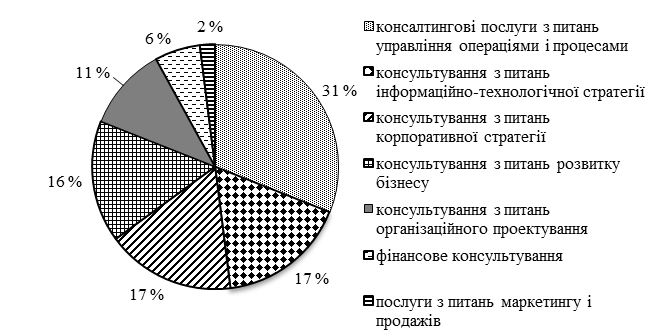 2 %
6 %
11 %
31 %
16 %
17 %
17 %
консалтингові послуги з питань
управління операціями і процесами
консультування з питань
інформаційно-технологічної стратегії
консультування з питань
корпоративної стратегії
консультування з питань розвитку
бізнесу
консультування з питань
організаційного проектування
фінансове консультування
послуги з питань маркетингу і
продажів